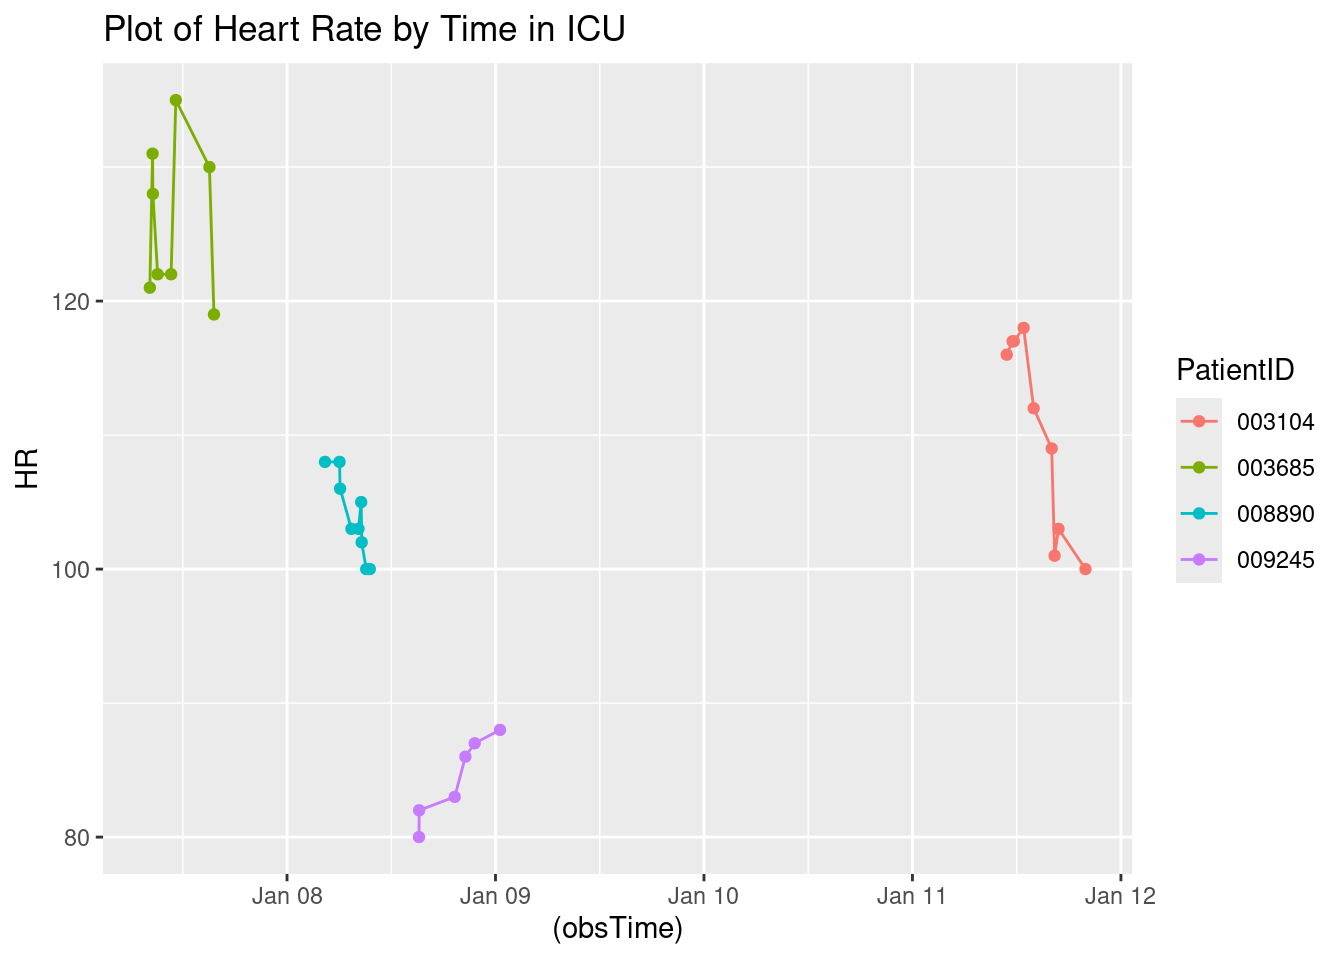 Plot of Heart Rate by Time in ICU
HR
120
100
80
Jan 08
Jan 09
Jan 10
Jan 11
Jan 12
(obsTime)
PatientID
003104
003685
008890
009245